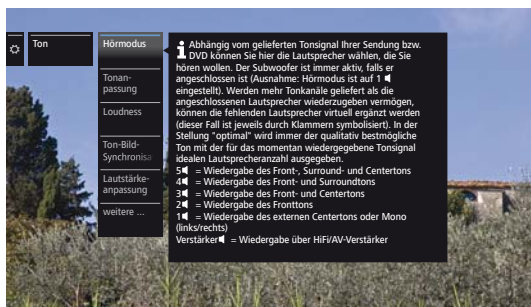 Ton
Hörmodus
Tonan-
passung
Loudness
Ton-Bild-
Synchronisa
Lautstärke-
anpassung
weitere ...
Abhängig vom gelieferten Tonsignal Ihrer Sendung bzw.
DVD können Sie hier die Lautsprecher wählen, die Sie
hören wollen. Der Subwoofer ist immer aktiv, falls er
angeschlossen ist (Ausnahme: Hörmodus ist auf 1
eingestellt). Werden mehr Tonkanäle geliefert als die
angeschlossenen Lautsprecher wiederzugeben vermögen,
können die fehlenden Lautsprecher virtuell ergänzt werden
(dieser Fall ist jeweils durch Klammern symbolisiert). In der
Stellung "optimal" wird immer der qualitativ bestmögliche
Ton mit der für das momentan wiedergegebene Tonsignal
idealen Lautsprecheranzahl ausgegeben.
5 = Wiedergabe des Front-, Surround- und Centertons
4 = Wiedergabe des Front- und Surroundtons
3 = Wiedergabe des Front- und Centertons
2 = Wiedergabe des Fronttons
1 = Wiedergabe des externen Centertons oder Mono
(links/rechts)
Verstärker = Wiedergabe über HiFi/AV-Verstärker